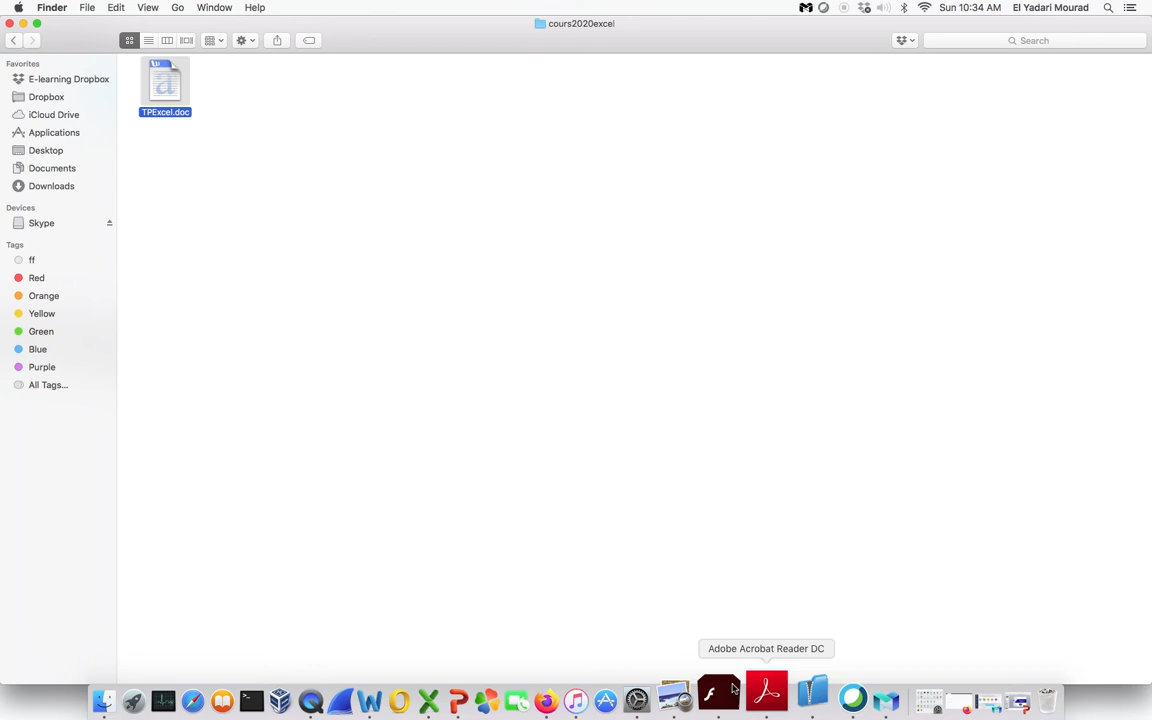 Finder File Edit View Go Window Help Sun 10:34 AM El Yadari Mourad
cours2020excel
Search
Favorites
E-learning Dropbox
Dropbox
iCloud Drive
Applications
Desktop
Documents
Downloads
Devices
Skype
Tags
ff
Red
Orange
Yellow
Green
Blue
Purple
All Tags...
TPExcel.doc
Adobe Acrobat Reader DC